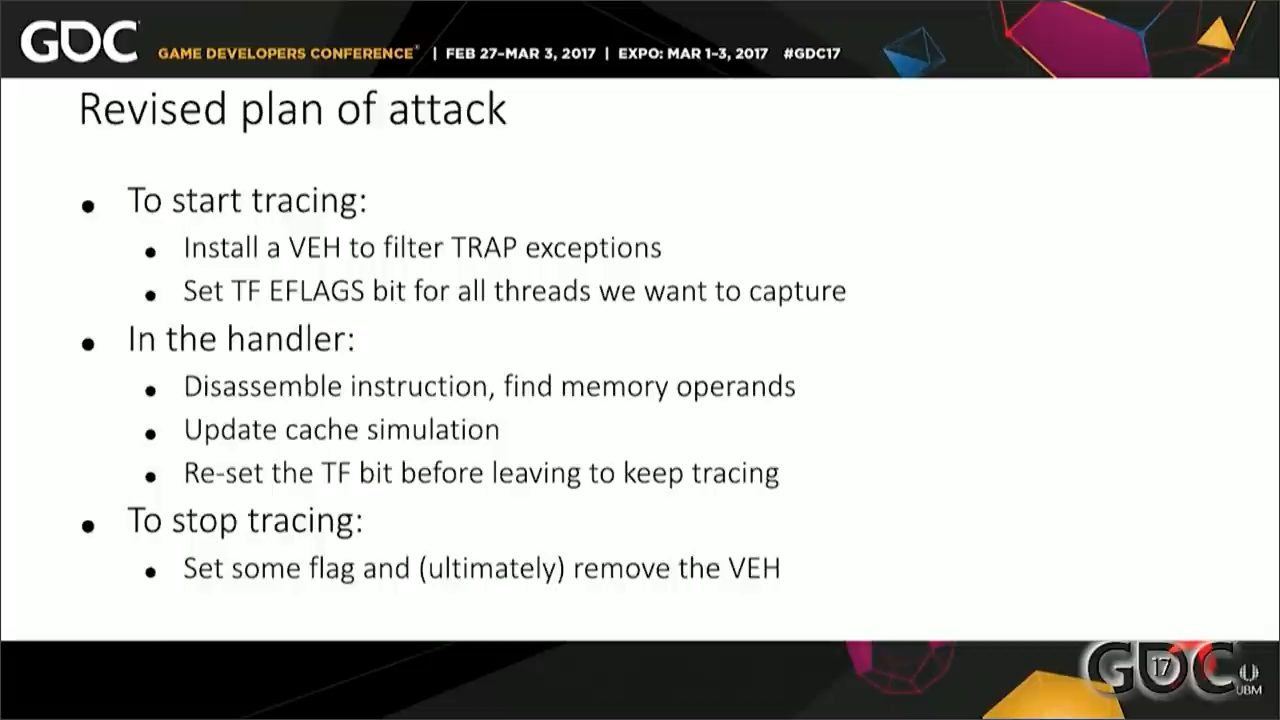 GDC GAME DEVELOPERS CONFERENCE® | FEB 27-MAR 3, 2017 | EXPO: MAR 1-3, 2017 #GDC17
Revised plan of attack
• To start tracing:
• Install a VEH to filter TRAP exceptions
• Set TF EFLAGS bit for all threads we want to capture
• In the handler:
• Disassemble instruction, find memory operands
• Update cache simulation
• Re-set the TF bit before leaving to keep tracing
• To stop tracing:
• Set some flag and (ultimately) remove the VEH
GDC 17
UBM